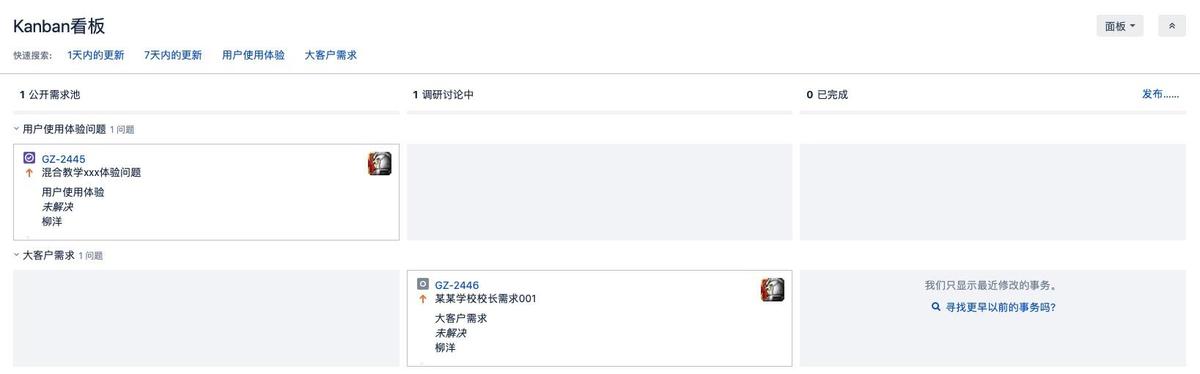 Kanban看板
面板
快速搜索: 1天内的更新 7天内的更新 用户使用体验 大客户需求
1 公开需求池 1 调研讨论中 0 已完成 发布......
用户使用体验问题 1 问题
GZ-2445
混合教学xxx体验问题
用户使用体验
未解决
柳洋
大客户需求 1 问题
GZ-2446
某某学校校长需求001
大客户需求
未解决
柳洋
我们只显示最近修改的事务。
寻找更早以前的事务吗?